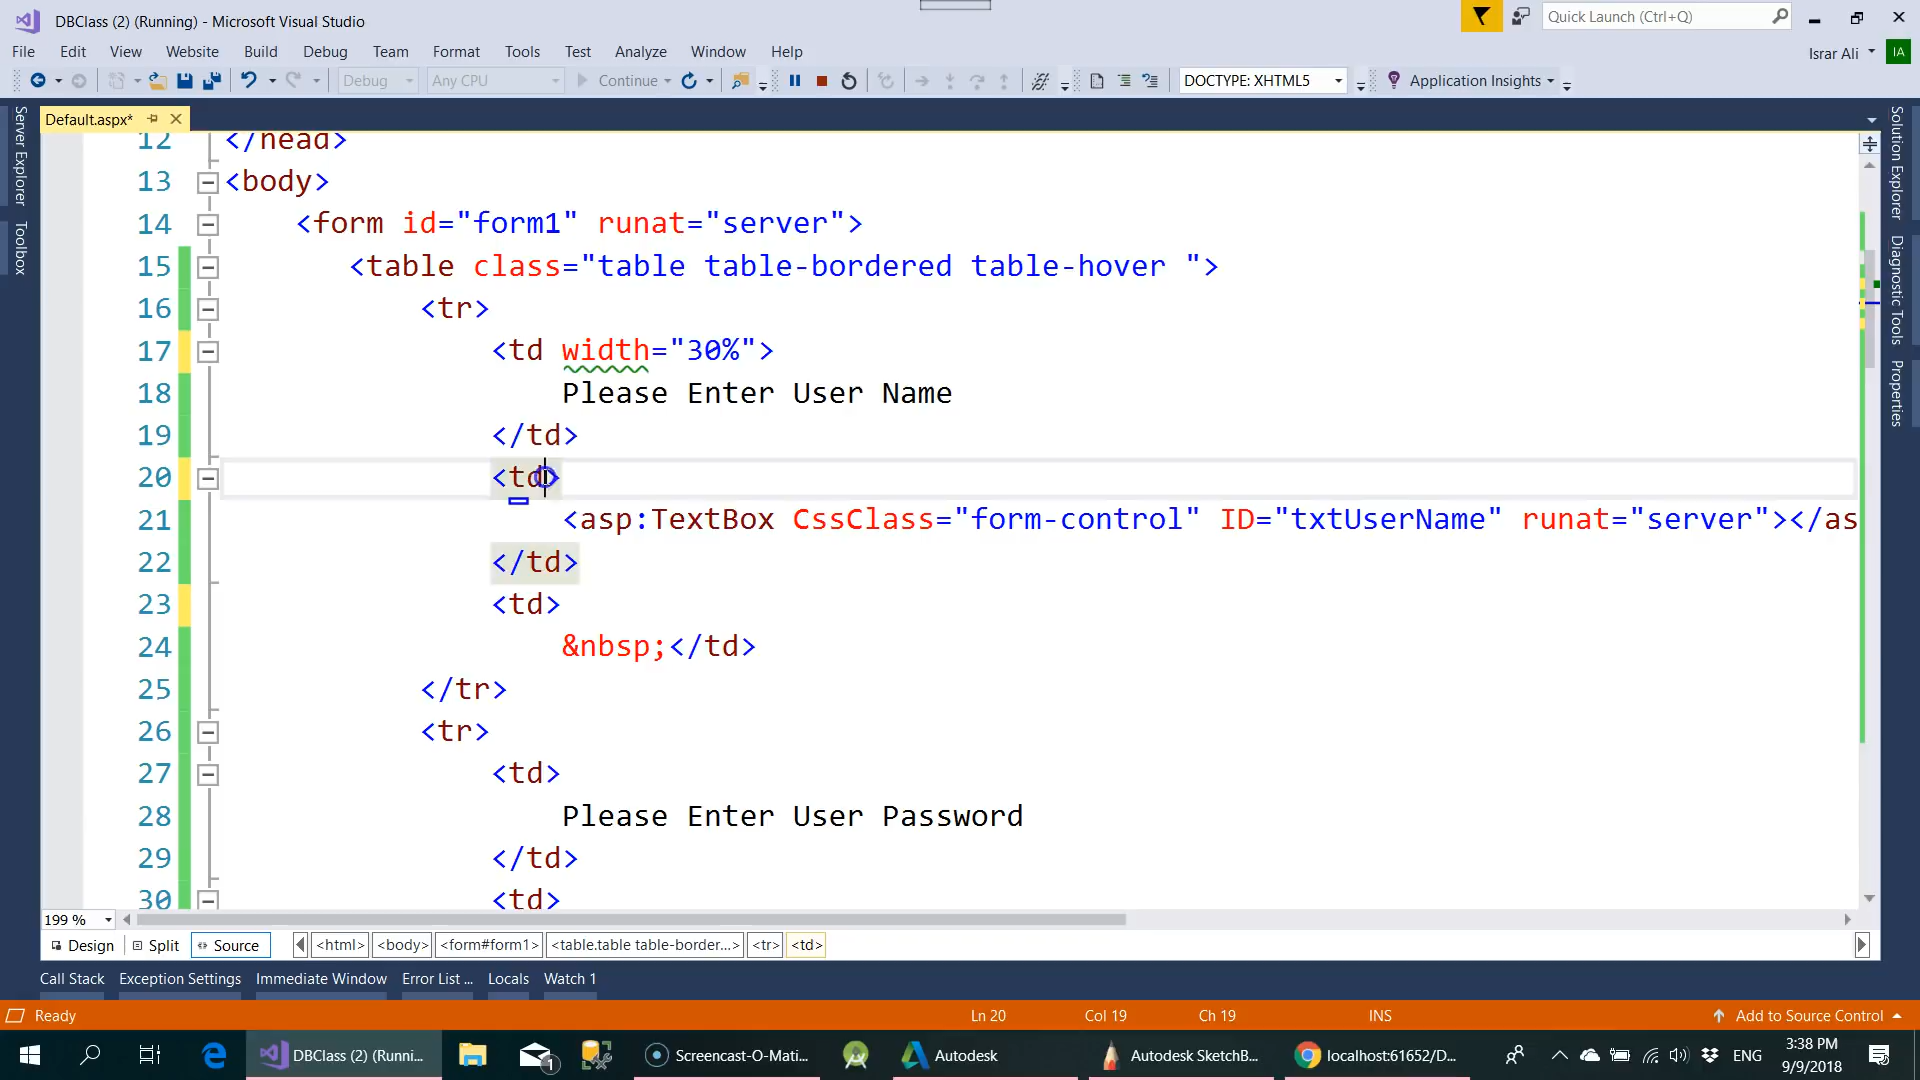 DBClass (2) (Running) - Microsoft Visual Studio
Quick Launch (Ctrl+Q)
File Edit View Website Build Debug Team Format Tools Test Analyze Window Help
Israr Ali IA
Debug Any CPU Continue DOCTYPE: XHTML5 Application Insights
Default.aspx*
Server Explorer
Toolbox
Solution Explorer
Diagnostic Tools
Properties
12 </head>
13 <body>
14 <form id="form1" runat="server">
15 <table class="table table-bordered table-hover ">
16 <tr>
17 <td width="30%">
18 Please Enter User Name
19 </td>
20 <td>
21 <asp:TextBox CssClass="form-control" ID="txtUserName" runat="server"></as
22 </td>
23 <td>
24 &nbsp;</td>
25 </tr>
26 <tr>
27 <td>
28 Please Enter User Password
29 </td>
30 <td>
199 %
Design Split Source <html> <body> <form#form1> <table.table table-border...> <tr> <td>
Call Stack Exception Settings Immediate Window Error List ... Locals Watch 1
Ready Ln 20 Col 19 Ch 19 INS Add to Source Control
DBClass (2) (Runni... 1 Screencast-O-Mati... Autodesk Autodesk SketchB... localhost:61652/D... ENG 3:38 PM
9/9/2018